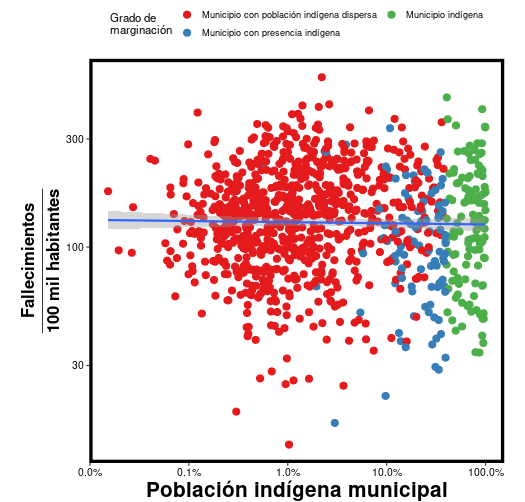 Grado de
marginación
Municipio con población indígena dispersa
Municipio indígena
Municipio con presencia indígena
300
100
30
Fallecimientos
100 mil habitantes
0.0%
0.1%
1.0%
10.0%
100.0%
Población indígena municipal